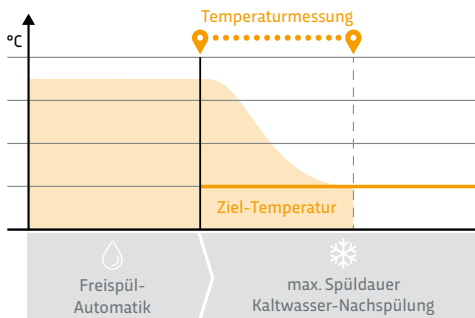 Temperaturmessung
°C
Ziel-Temperatur
Freispül-
Automatik
max. Spüldauer
Kaltwasser-Nachspülung